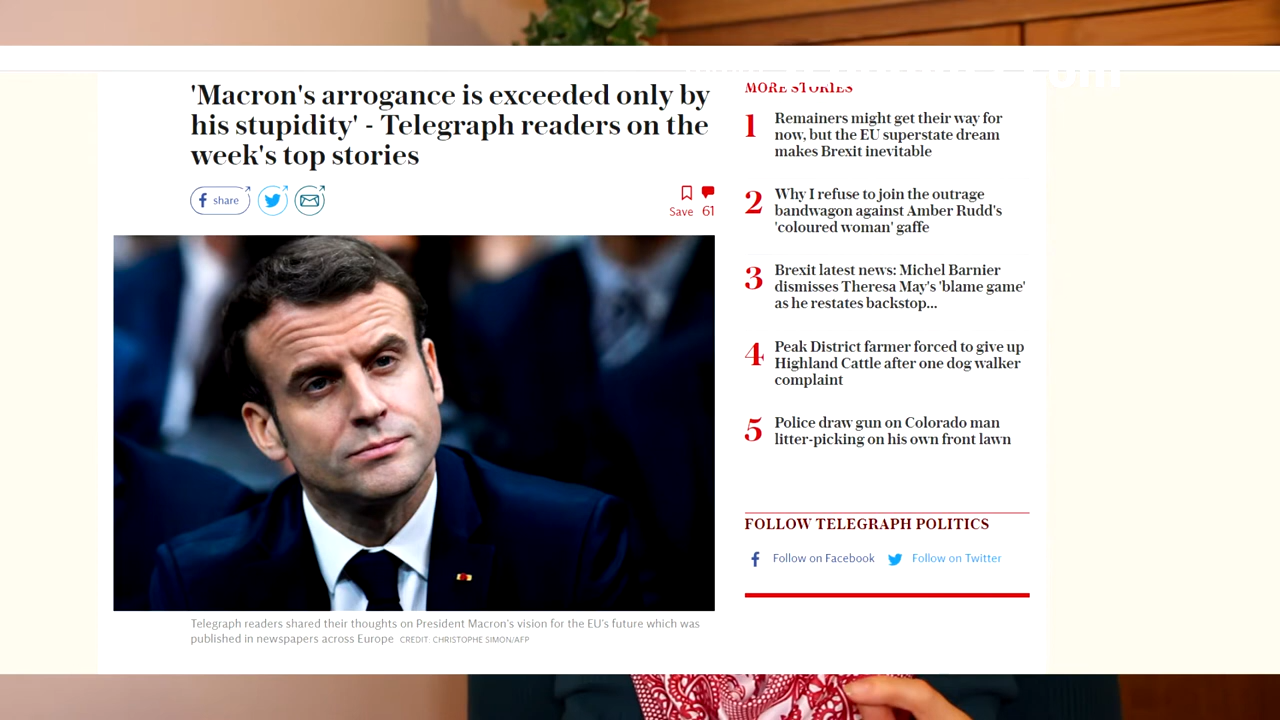 'Macron's arrogance is exceeded only by
his stupidity' - Telegraph readers on the
week's top stories
share
Save 61
Telegraph readers shared their thoughts on President Macron's vision for the EU's future which was
published in newspapers across Europe CREDIT: CHRISTOPHE SIMON/AFP
MORE STORIES
1 Remainers might get their way for
now, but the EU superstate dream
makes Brexit inevitable
2 Why I refuse to join the outrage
bandwagon against Amber Rudd's
'coloured woman' gaffe
3 Brexit latest news: Michel Barnier
dismisses Theresa May's 'blame game'
as he restates backstop...
4 Peak District farmer forced to give up
Highland Cattle after one dog walker
complaint
5 Police draw gun on Colorado man
litter-picking on his own front lawn
FOLLOW TELEGRAPH POLITICS
Follow on Facebook Follow on Twitter